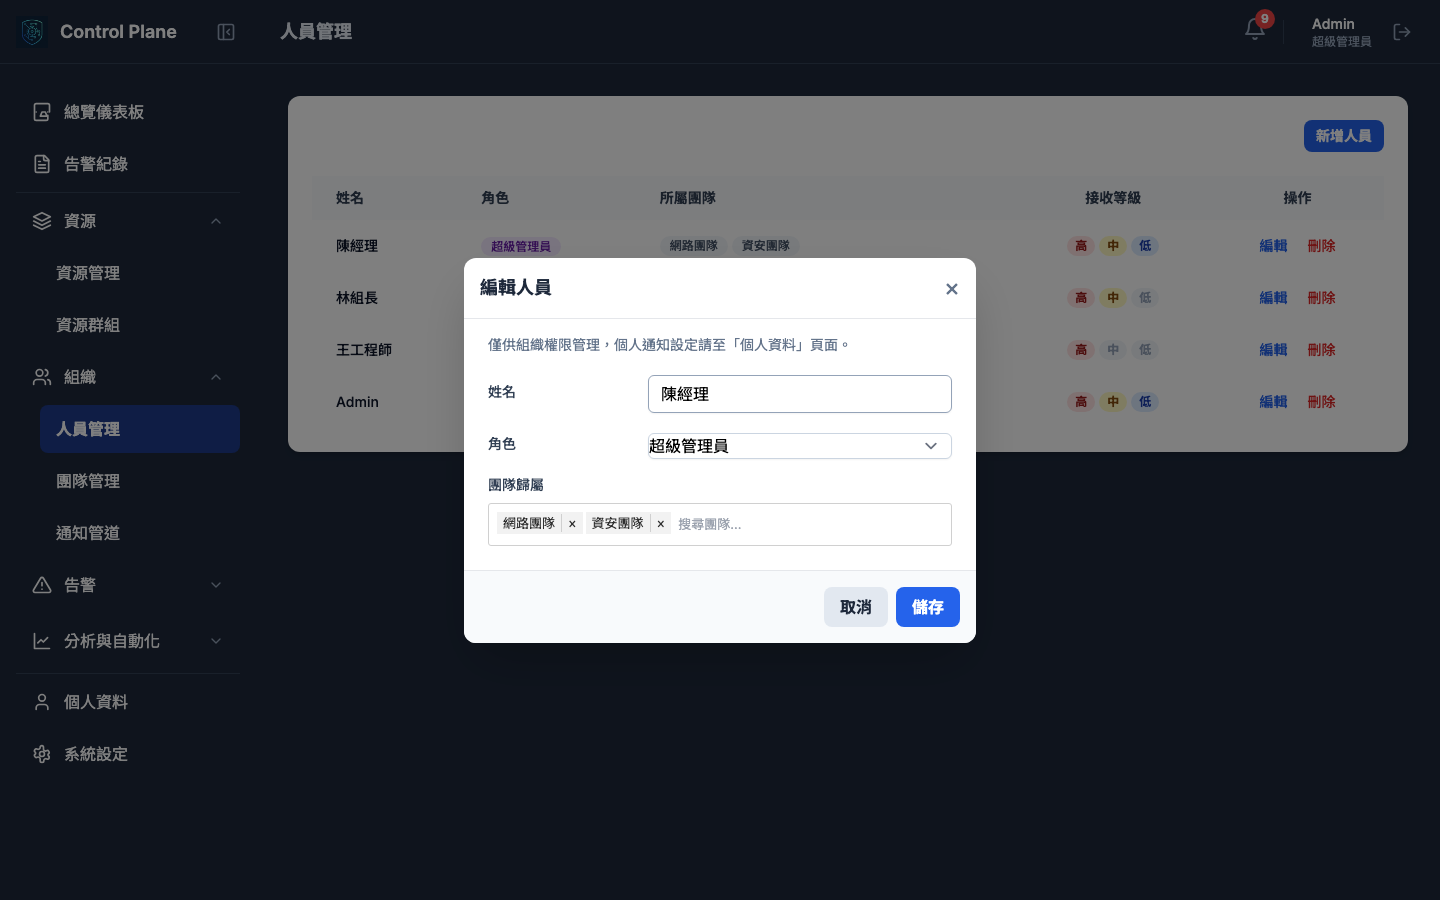 Control Plane
人員管理
9
Admin
超級管理員
總覽儀表板
告警紀錄
資源
資源管理
資源群組
組織
人員管理
團隊管理
通知管道
告警
分析與自動化
個人資料
系統設定
新增人員
姓名 角色 所屬團隊 接收等級 操作
陳經理 超級管理員 網路團隊 資安團隊 高 中 低 編輯 刪除
林組長 高 中 低 編輯 刪除
王工程師 高 中 低 編輯 刪除
Admin 高 中 低 編輯 刪除
編輯人員 ×
僅供組織權限管理，個人通知設定請至「個人資料」頁面。
姓名 陳經理
角色 超級管理員
團隊歸屬
網路團隊 × 資安團隊 × 搜尋團隊...
取消 儲存